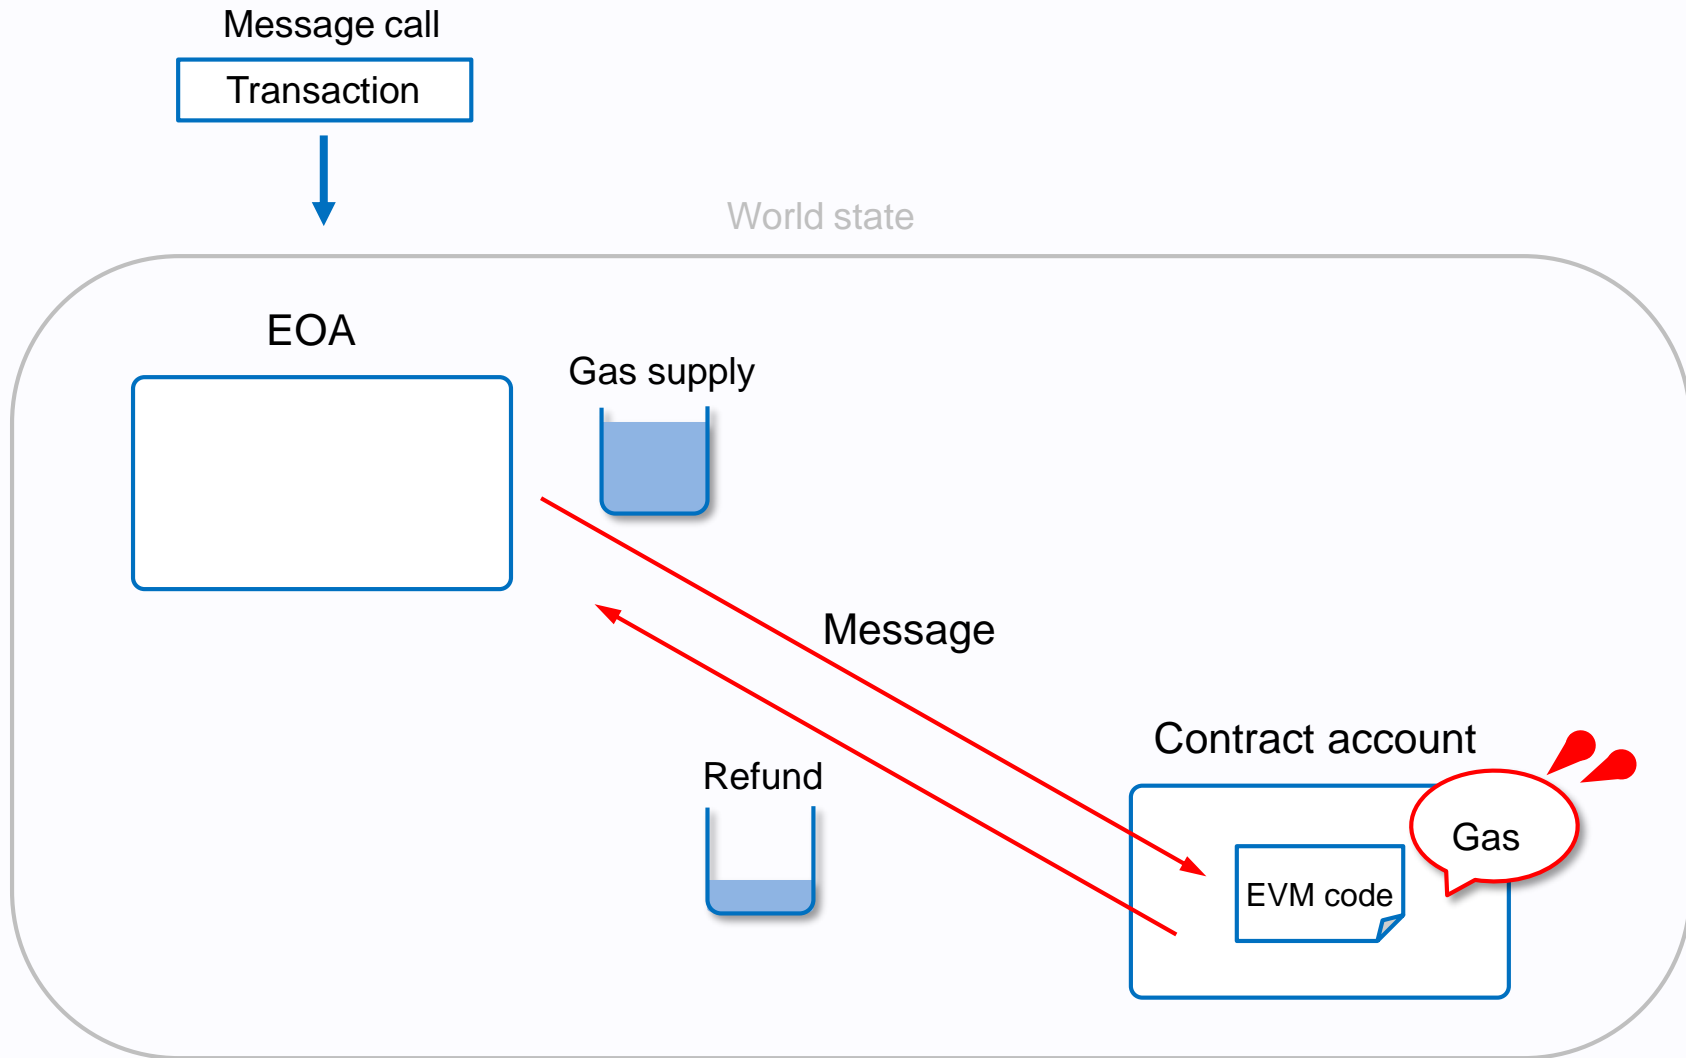 Message call
Transaction
World state
EOA
Gas supply
Message
Contract account
Refund
Gas
EVM code